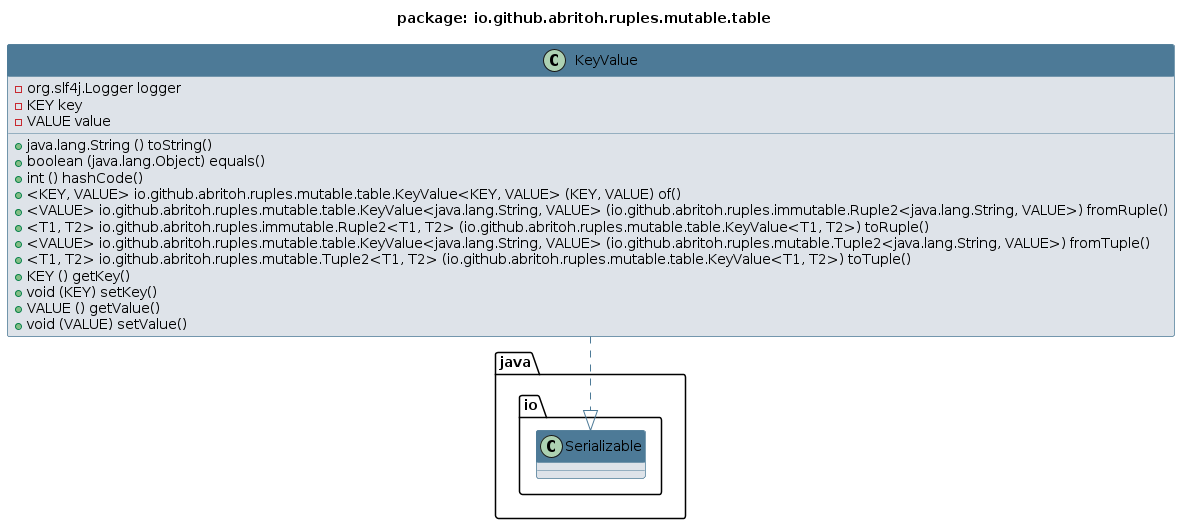 package: io.github.abritoh.ruples.mutable.table
C KeyValue
org.slf4j.Logger logger
KEY key
VALUE value
java.lang.String () toString()
boolean (java.lang.Object) equals()
int () hashCode()
<KEY, VALUE> io.github.abritoh.ruples.mutable.table.KeyValue<KEY, VALUE> (KEY, VALUE) of()
<VALUE> io.github.abritoh.ruples.mutable.table.KeyValue<java.lang.String, VALUE> (io.github.abritoh.ruples.immutable.Ruple2<java.lang.String, VALUE>) fromRuple()
<T1, T2> io.github.abritoh.ruples.immutable.Ruple2<T1, T2> (io.github.abritoh.ruples.mutable.table.KeyValue<T1, T2>) toRuple()
<VALUE> io.github.abritoh.ruples.mutable.table.KeyValue<java.lang.String, VALUE> (io.github.abritoh.ruples.mutable.Tuple2<java.lang.String, VALUE>) fromTuple()
<T1, T2> io.github.abritoh.ruples.mutable.Tuple2<T1, T2> (io.github.abritoh.ruples.mutable.table.KeyValue<T1, T2>) toTuple()
KEY () getKey()
void (KEY) setKey()
VALUE () getValue()
void (VALUE) setValue()
java
io
C Serializable